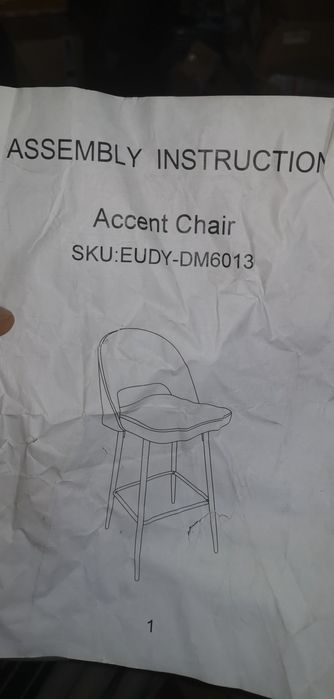 ASSEMBLY INSTRUCTION
Accent Chair
SKU:EUDY-DM6013
1